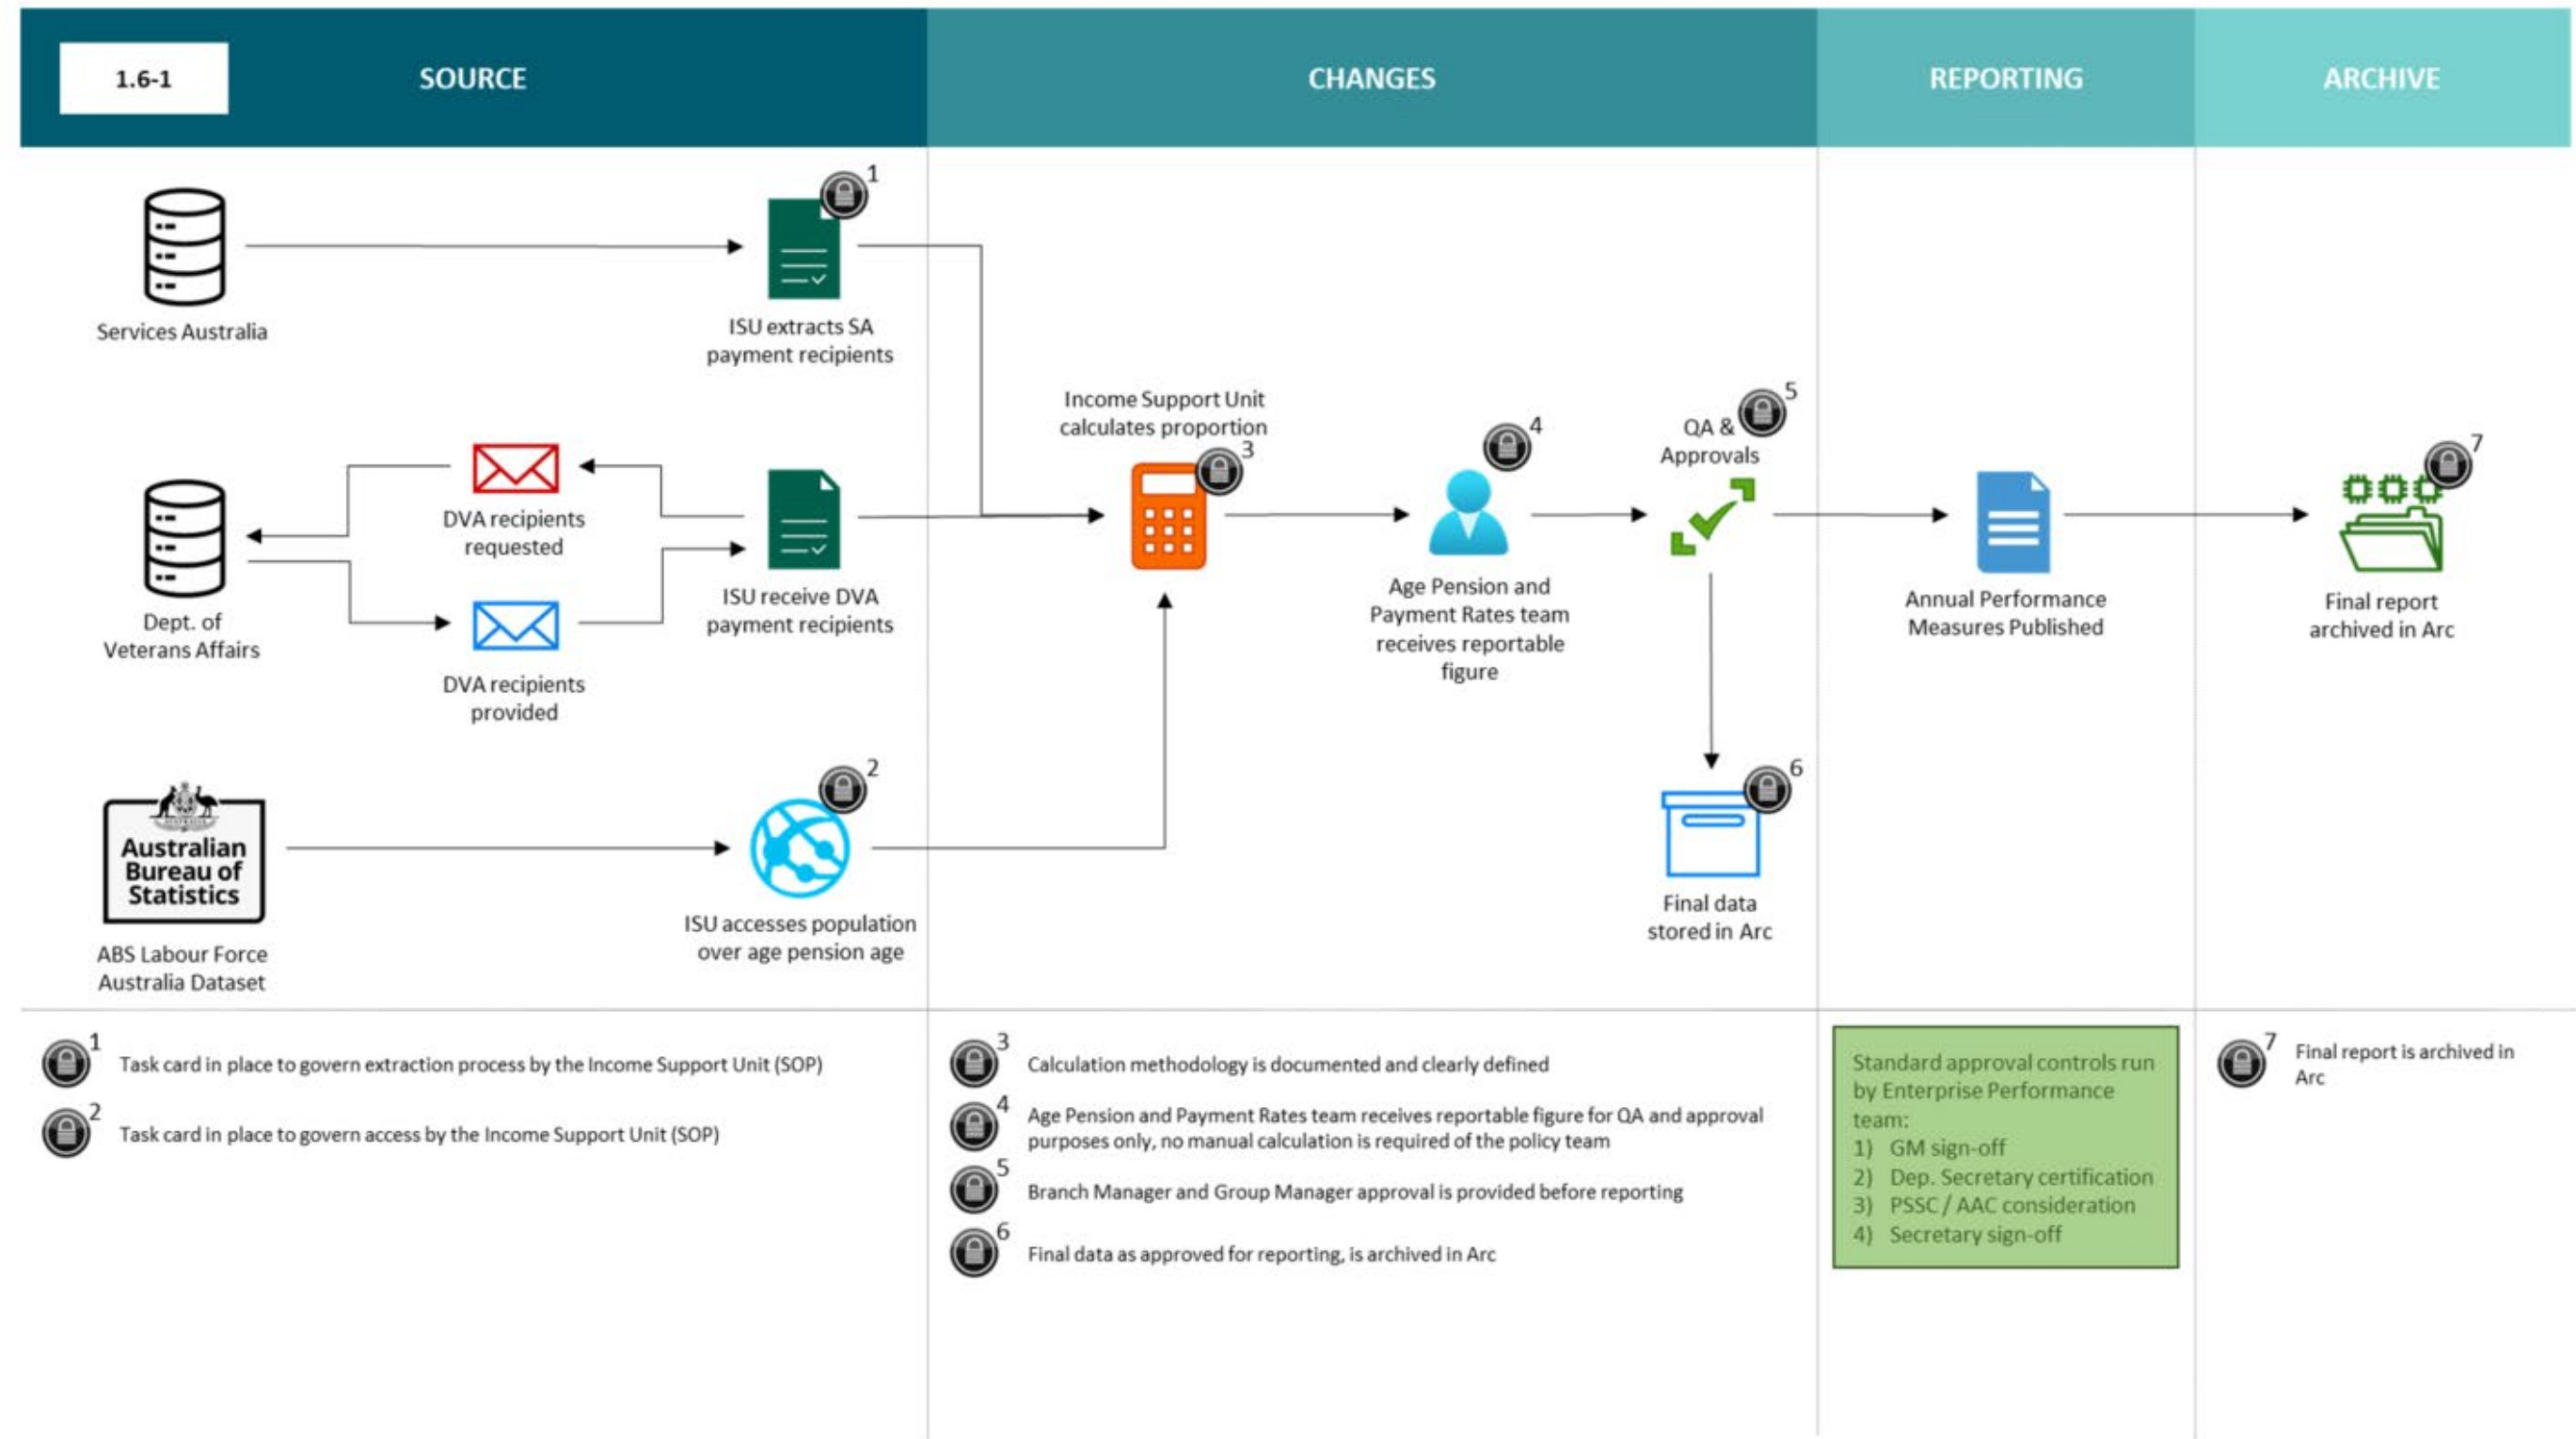 1.6-1
SOURCE
CHANGES
REPORTING
ARCHIVE
1
Services Australia
ISU extracts SA
payment recipients
DVA recipients
requested
Dept. of
Veterans Affairs
DVA recipients
provided
ISU receive DVA
payment recipients
Australian
Bureau of
Statistics
ABS Labour Force
Australia Dataset
2
ISU accesses population
over age pension age
Income Support Unit
calculates proportion
3
4
Age Pension and
Payment Rates team
receives reportable
figure
5
QA &
Approvals
6
Final data
stored in Arc
Annual Performance
Measures Published
7
Final report
archived in Arc
1
Task card in place to govern extraction process by the Income Support Unit (SOP)
2
Task card in place to govern access by the Income Support Unit (SOP)
3
Calculation methodology is documented and clearly defined
4
Age Pension and Payment Rates team receives reportable figure for QA and approval
purposes only, no manual calculation is required of the policy team
5
Branch Manager and Group Manager approval is provided before reporting
6
Final data as approved for reporting, is archived in Arc
Standard approval controls run
by Enterprise Performance
team:
1) GM sign-off
2) Dep. Secretary certification
3) PSSC / AAC consideration
4) Secretary sign-off
7
Final report is archived in
Arc